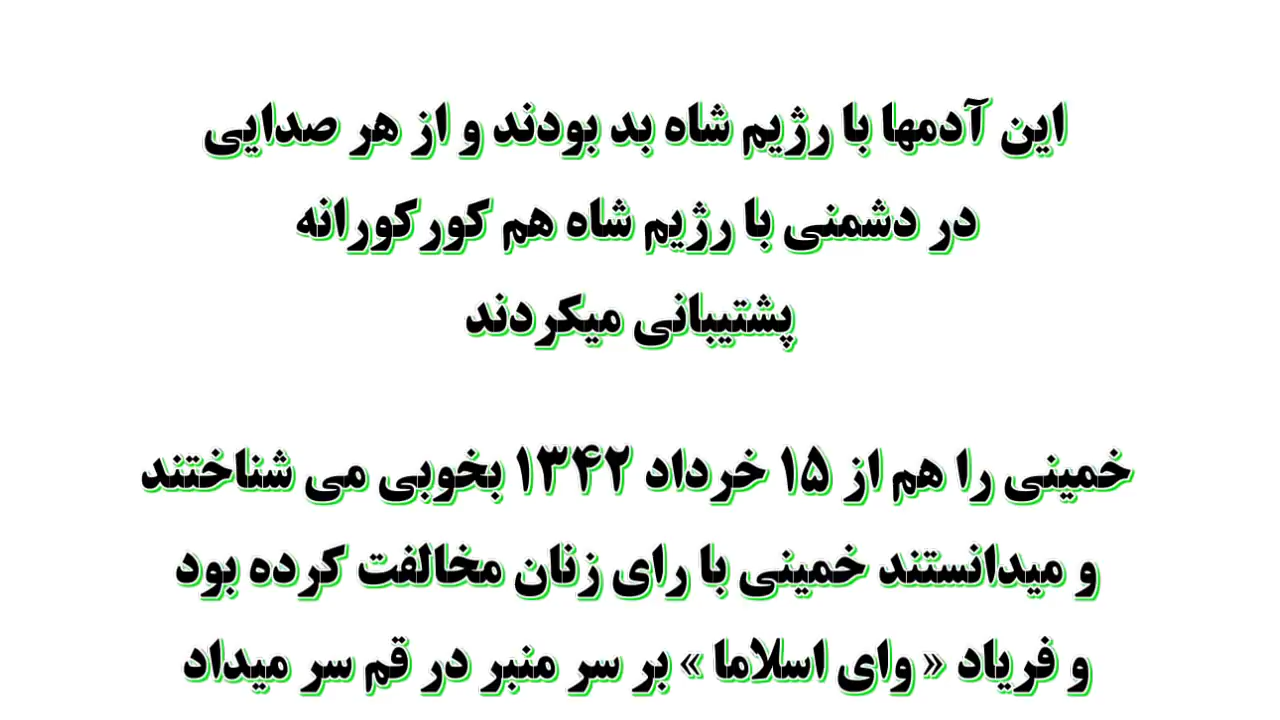 این آدمها با رژیم شاه بد بودند و از هر صدایی
در دشمنی با رژیم شاه هم کورکورانه
پشتیبانی میکردند
خمینی را هم از ۱۵ خرداد ۱۳۴۲ بخوبی می شناختند
و میدانستند خمینی با رای زنان مخالفت کرده بود
و فریاد « وای اسلاما » بر سر منبر در قم سر میداد